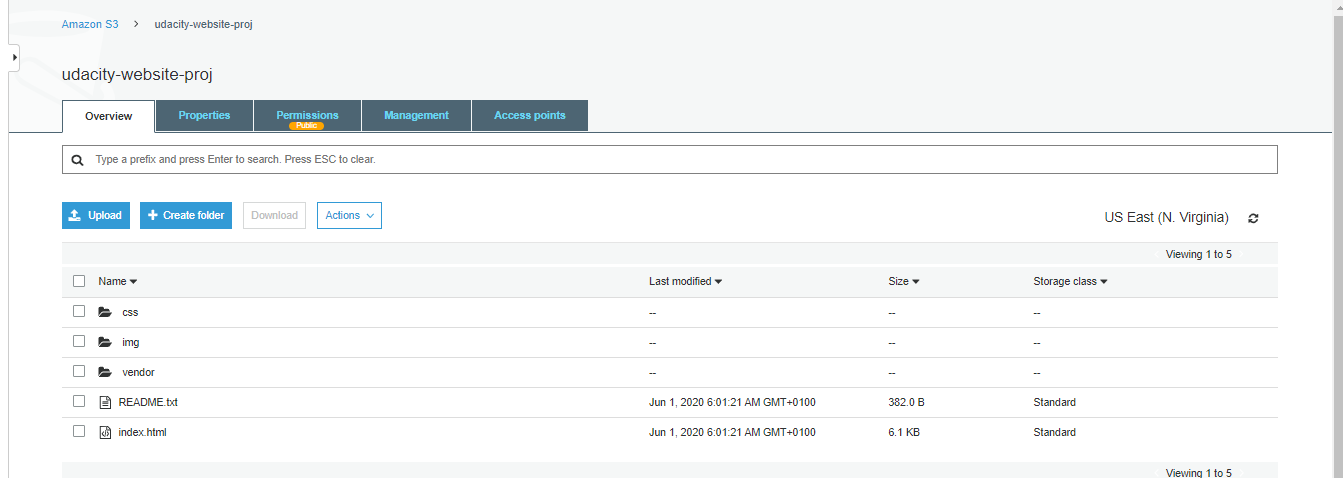 Amazon S3 > udacity-website-proj
udacity-website-proj
Overview Properties Permissions Management Access points
Public
Type a prefix and press Enter to search. Press ESC to clear.
Upload + Create folder Download Actions US East (N. Virginia)
Viewing 1 to 5
Name Last modified Size Storage class
css -- -- --
img -- -- --
vendor -- -- --
README.txt Jun 1, 2020 6:01:21 AM GMT+0100 382.0 B Standard
index.html Jun 1, 2020 6:01:21 AM GMT+0100 6.1 KB Standard
Viewing 1 to 5